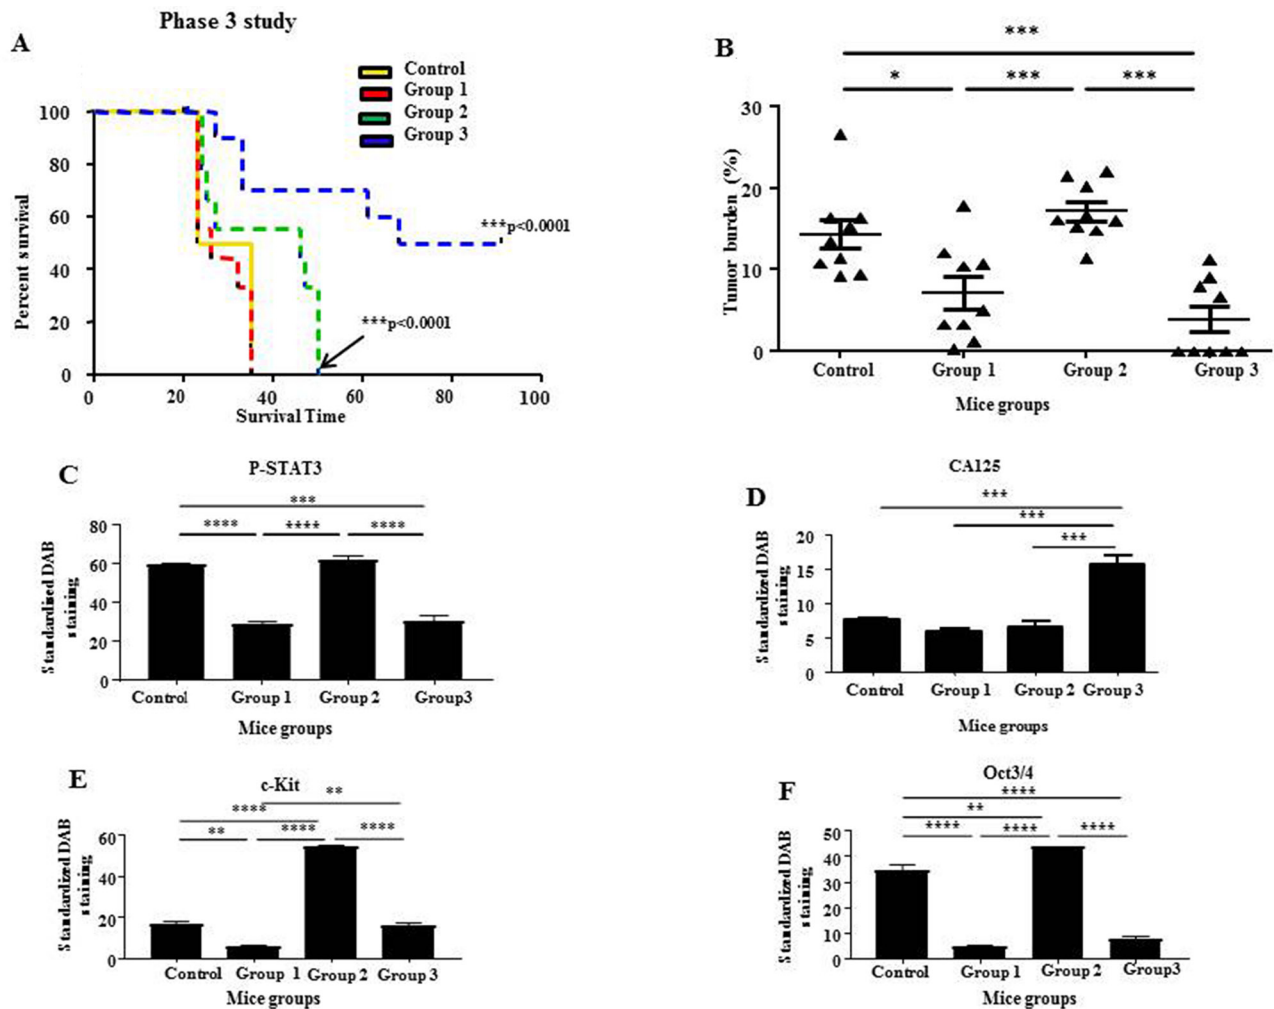 Phase 3 study
A
Control
Group 1
Group 2
Group 3
100
80
60
40
20
0
Percent survival
***p<0.0001
***p<0.0001
0 20 40 60 80 100
Survival Time
B
***
* *** ***
30
20
10
0
Tumor burden (%)
Control Group 1 Group 2 Group 3
Mice groups
C
P-STAT3
***
**** **** ****
80
60
40
20
0
Standardized DAB
staining
Control Group 1 Group 2 Group3
Mice groups
D
CA125
***
***
***
20
15
10
5
0
Standardized DAB
staining
Control Group 1 Group 2 Group 3
Mice groups
E
c-Kit
**
****
** **** ****
60
40
20
0
Standardized DAB
staining
Control Group 1 Group 2 Group 3
Mice groups
F
Oct3/4
****
**
**** **** ****
50
40
30
20
10
0
Standardized DAB
staining
Control Group 1 Group 2 Group3
Mice groups